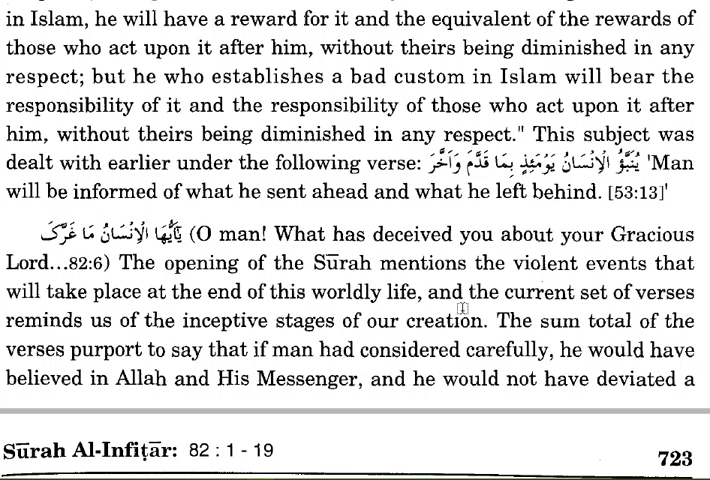 in Islam, he will have a reward for it and the equivalent of the rewards of
those who act upon it after him, without theirs being diminished in any
respect; but he who establishes a bad custom in Islam will bear the
responsibility of it and the responsibility of those who act upon it after
him, without theirs being diminished in any respect." This subject was
dealt with earlier under the following verse: يُنَبَّؤُ الْاِنْسَانُ يَوْمَئِذٍ بِمَا قَدَّمَ وَاَخَّرَ 'Man
will be informed of what he sent ahead and what he left behind. [53:13]'
يٰٓاَيُّهَا الْاِنْسَانُ مَا غَرَّكَ (O man! What has deceived you about your Gracious
Lord...82:6) The opening of the Sūrah mentions the violent events that
will take place at the end of this worldly life, and the current set of verses
reminds us of the inceptive stages of our creation. The sum total of the
verses purport to say that if man had considered carefully, he would have
believed in Allah and His Messenger, and he would not have deviated a
Sūrah Al-Infiṭār: 82 : 1 - 19
723